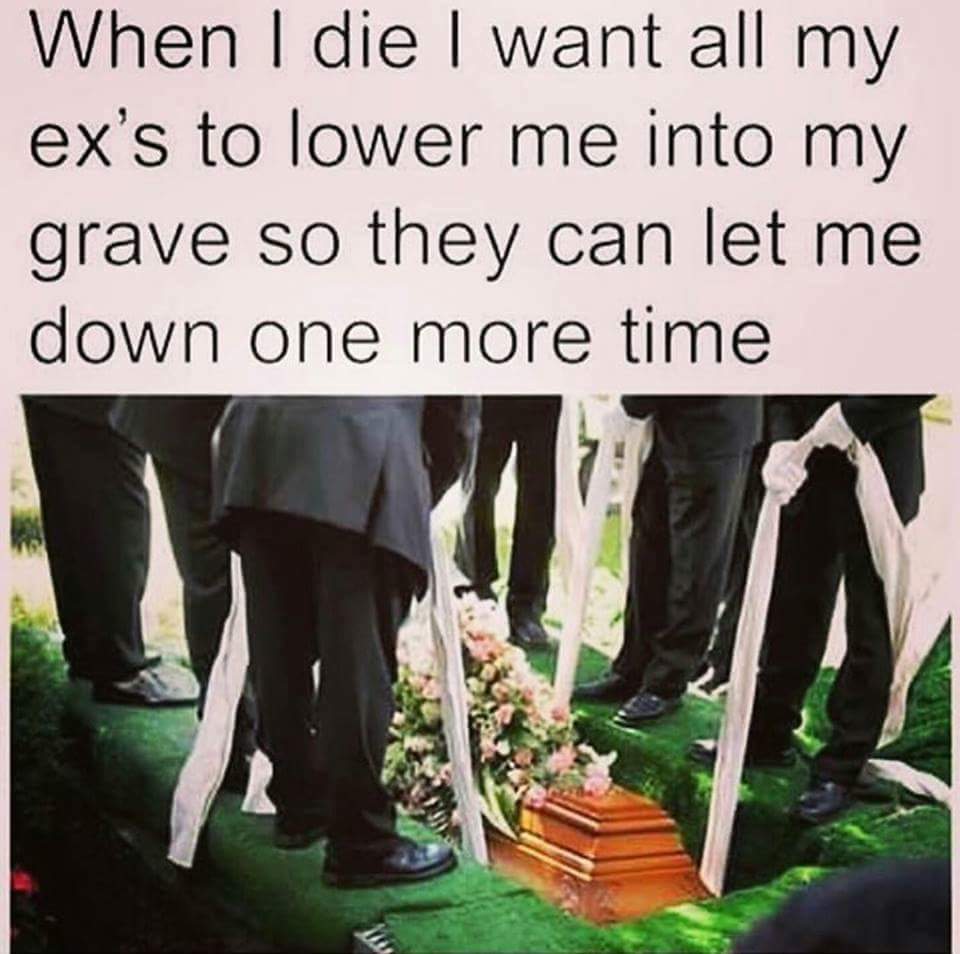 When I die I want all my
ex's to lower me into my
grave so they can let me
down one more time